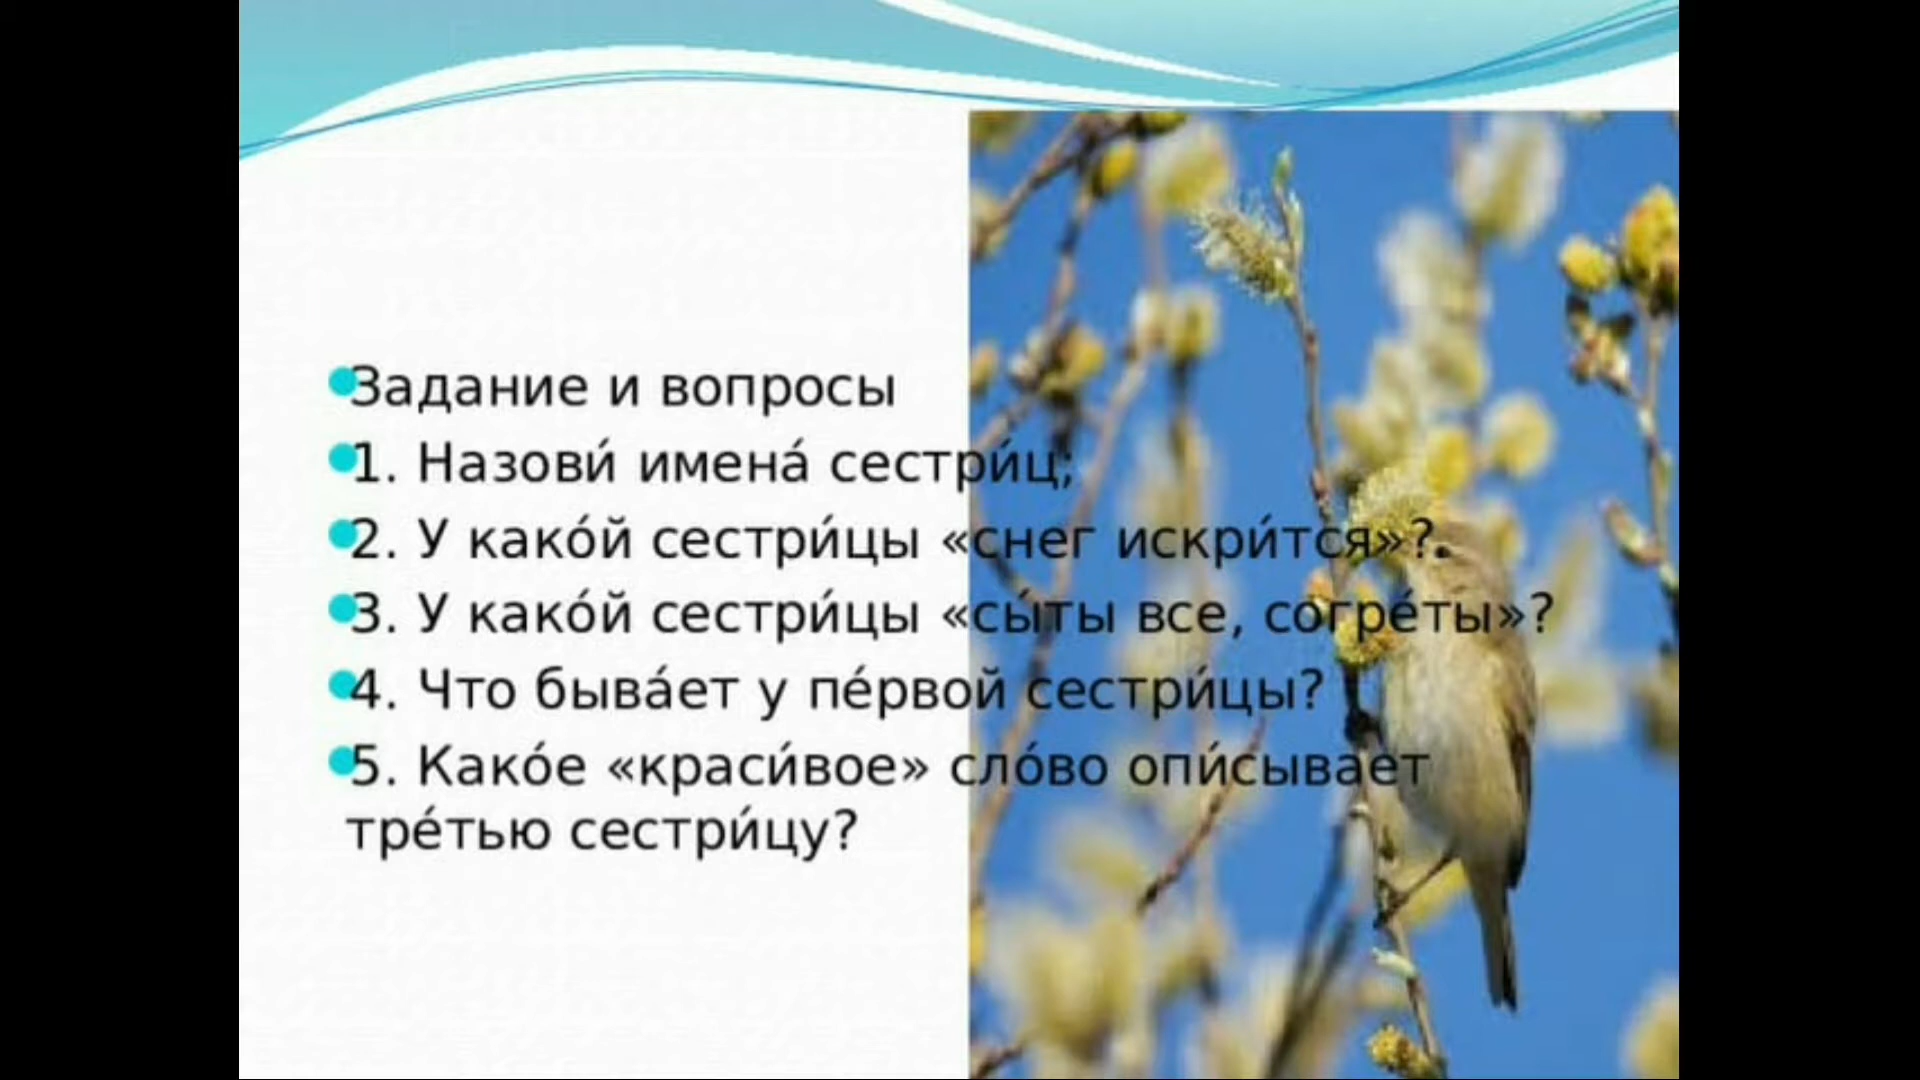 Задание и вопросы
1. Назови́ имена́ сестри́ц;
2. У како́й сестри́цы «снег искри́тся»?
3. У како́й сестри́цы «сы́ты все, согре́ты»?
4. Что быва́ет у пе́рвой сестри́цы?
5. Како́е «краси́вое» сло́во опи́сывает
тре́тью сестри́цу?